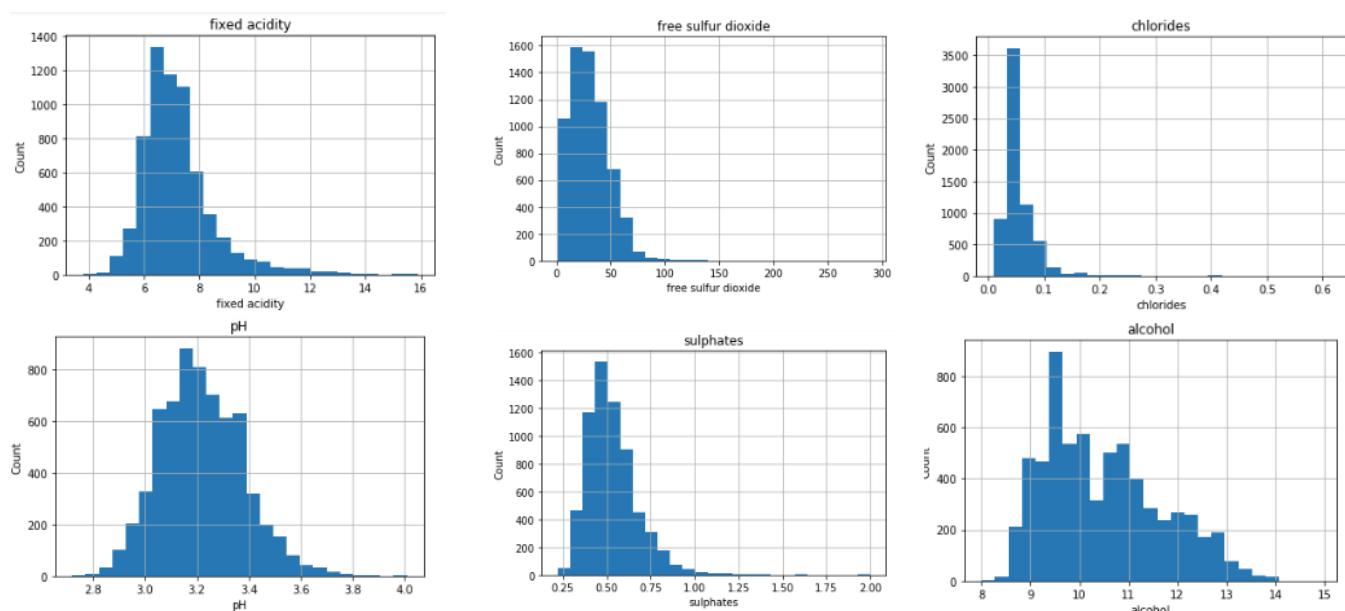 fixed acidity
1400
1200
1000
800
600
400
200
0
Count
4 6 8 10 12 14 16
fixed acidity
free sulfur dioxide
1600
1400
1200
1000
800
600
400
200
0
Count
0 50 100 150 200 250 300
free sulfur dioxide
chlorides
3500
3000
2500
2000
1500
1000
500
0
Count
0.0 0.1 0.2 0.3 0.4 0.5 0.6
chlorides
pH
800
600
400
200
0
Count
2.8 3.0 3.2 3.4 3.6 3.8 4.0
pH
sulphates
1600
1400
1200
1000
800
600
400
200
0
Count
0.25 0.50 0.75 1.00 1.25 1.50 1.75 2.00
sulphates
alcohol
800
600
400
200
0
Count
8 9 10 11 12 13 14 15
alcohol